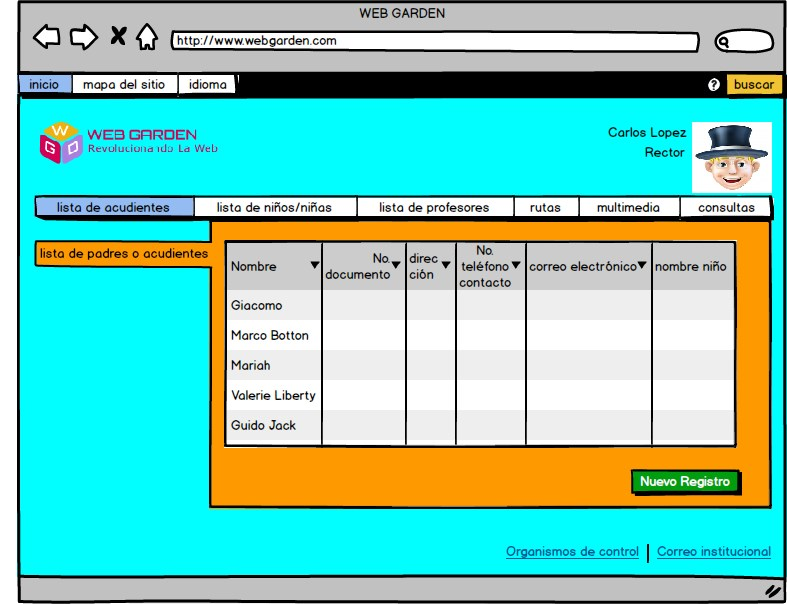 WEB GARDEN
http://www.webgarden.com
inicio mapa del sitio idioma ? buscar
W G D
WEB GARDEN
Revolucionando La Web
Carlos Lopez
Rector
lista de acudientes lista de niños/niñas lista de profesores rutas multimedia consultas
lista de padres o acudientes
Nombre
No.
documento
direc
ción
No.
teléfono
contacto
correo electrónico
nombre niño
Giacomo
Marco Botton
Mariah
Valerie Liberty
Guido Jack
Nuevo Registro
Organismos de control | Correo institucional